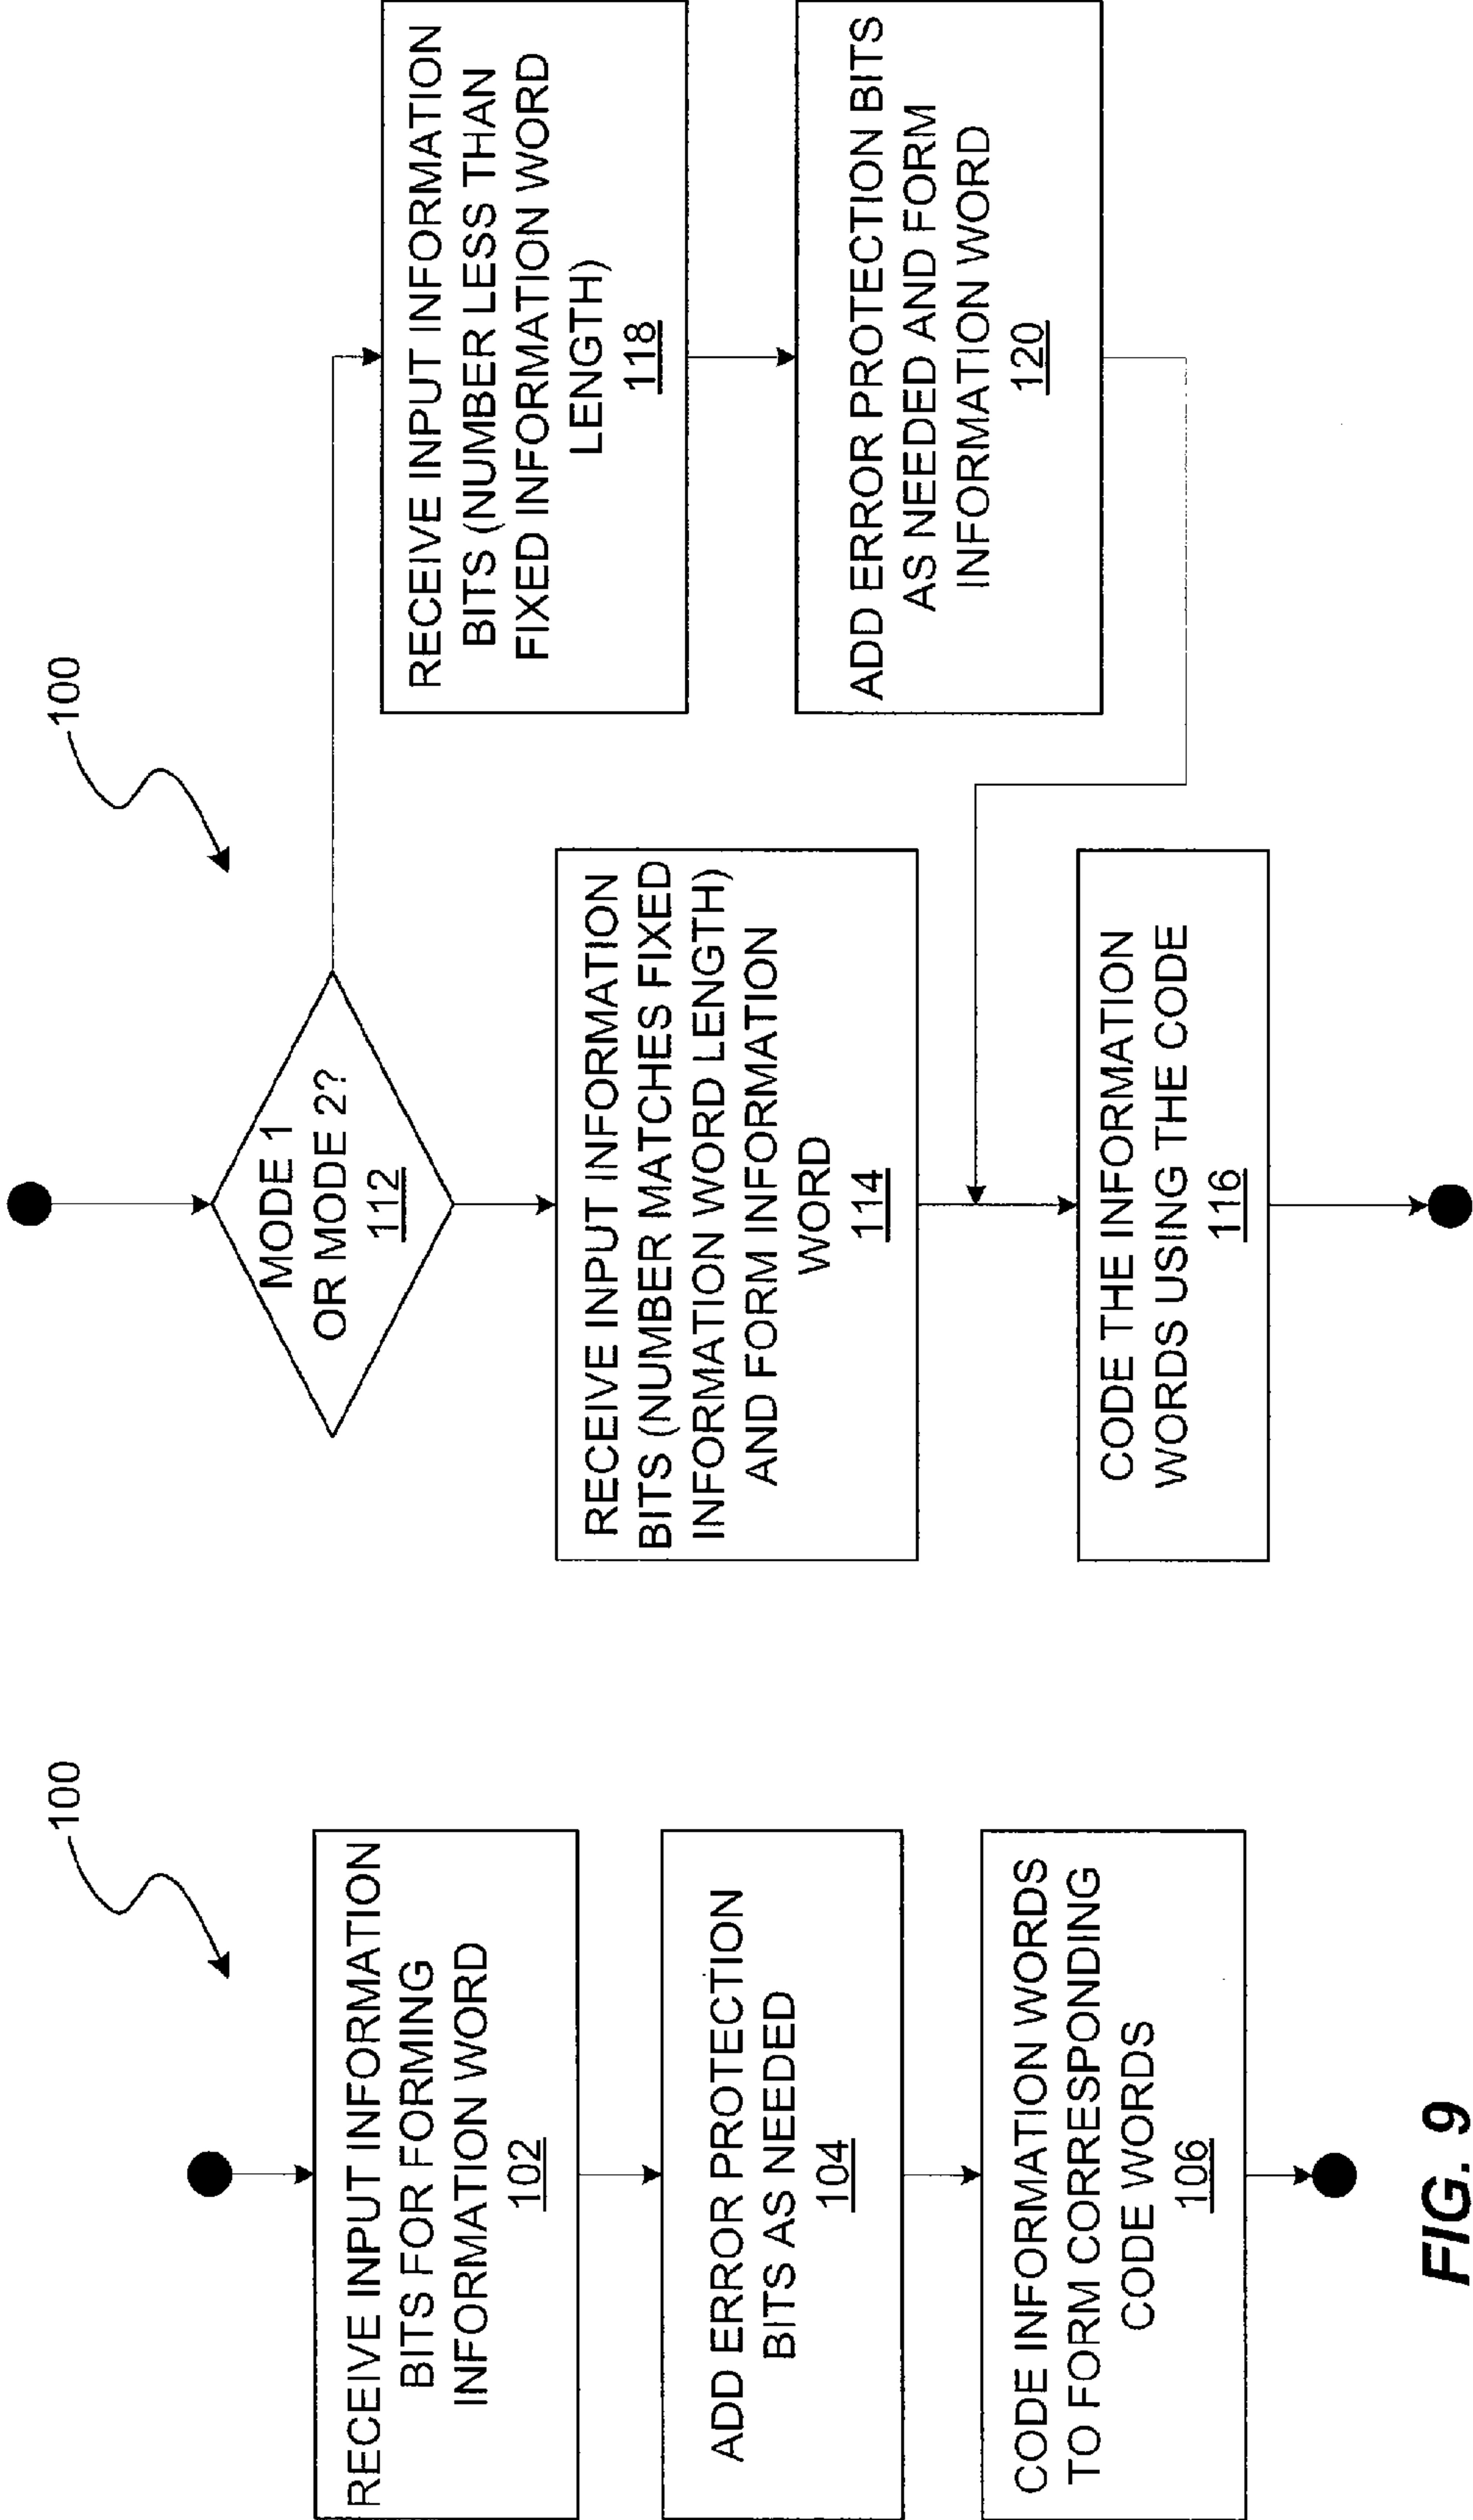 100
RECEIVE INPUT INFORMATION
BITS FOR FORMING
INFORMATION WORD
102
ADD ERROR PROTECTION
BITS AS NEEDED
104
CODE INFORMATION WORDS
TO FORM CORRESPONDING
CODE WORDS
106
FIG. 9
100
MODE 1
OR MODE 2?
112
RECEIVE INPUT INFORMATION
BITS (NUMBER MATCHES FIXED
INFORMATION WORD LENGTH)
AND FORM INFORMATION
WORD
114
CODE THE INFORMATION
WORDS USING THE CODE
116
RECEIVE INPUT INFORMATION
BITS (NUMBER LESS THAN
FIXED INFORMATION WORD
LENGTH)
118
ADD ERROR PROTECTION BITS
AS NEEDED AND FORM
INFORMATION WORD
120